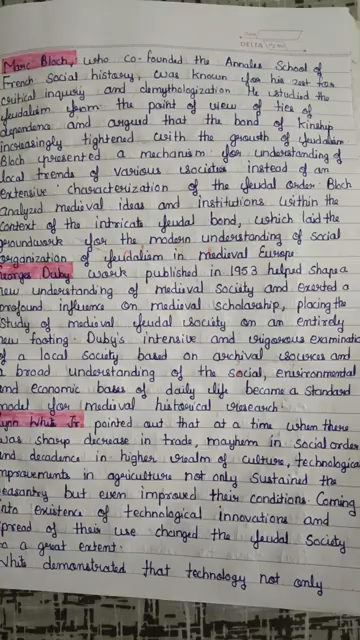 DELTA
Marc Bloch, who co-founded the Annales School of
French Social history, was known for his zest for
critical inquiry and demythologization He studied the
feudalism from the point of view of ties of
dependence and argued that the bond of Kinship
increasingly tightened with the growth of feudalism
Bloch presented a mechanism for understanding of
local trends of various societies instead of an
extensive characterization of the feudal order. Bloch
analyzed medieval ideas and institutions within the
context of the intricate feudal bond, which laid the
groundwork for the modern understanding of social
organization of feudalism in medieval Europe
eorges Duby work published in 1953 helped shape a
new understanding of medieval Society and exerted a
rofound influence on medieval scholarship, placing the
study of medieval feudal society on an entirely
new footing. Duby's intensive and rigorous examinatio
of a local society based on archival sources and
a broad understanding of the social, environmental
and economic bases of daily life became a standard
model for medieval historical research.
ynn White Jr. pointed out that at a time when there
was sharp decrease in trade, mayhem in social order
and decadence in higher realm of culture, technological
mprovements in agriculture not only sustained the
easantry but even improved their conditions. Coming
into existence of technological innovations and
pread of their use changed the feudal Society
o a great extent.
White demonstrated that technology not only